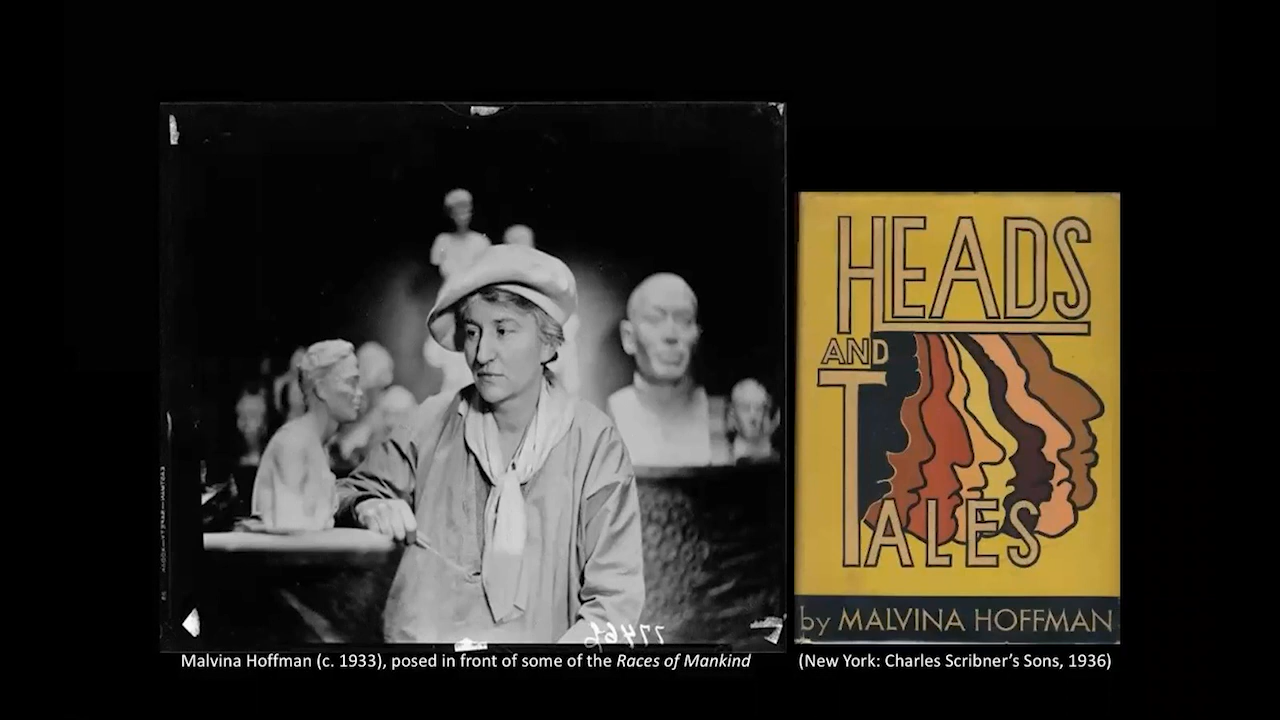 HEADS
AND
TALES
by MALVINA HOFFMAN
77466
Malvina Hoffman (c. 1933), posed in front of some of the Races of Mankind
(New York: Charles Scribner’s Sons, 1936)